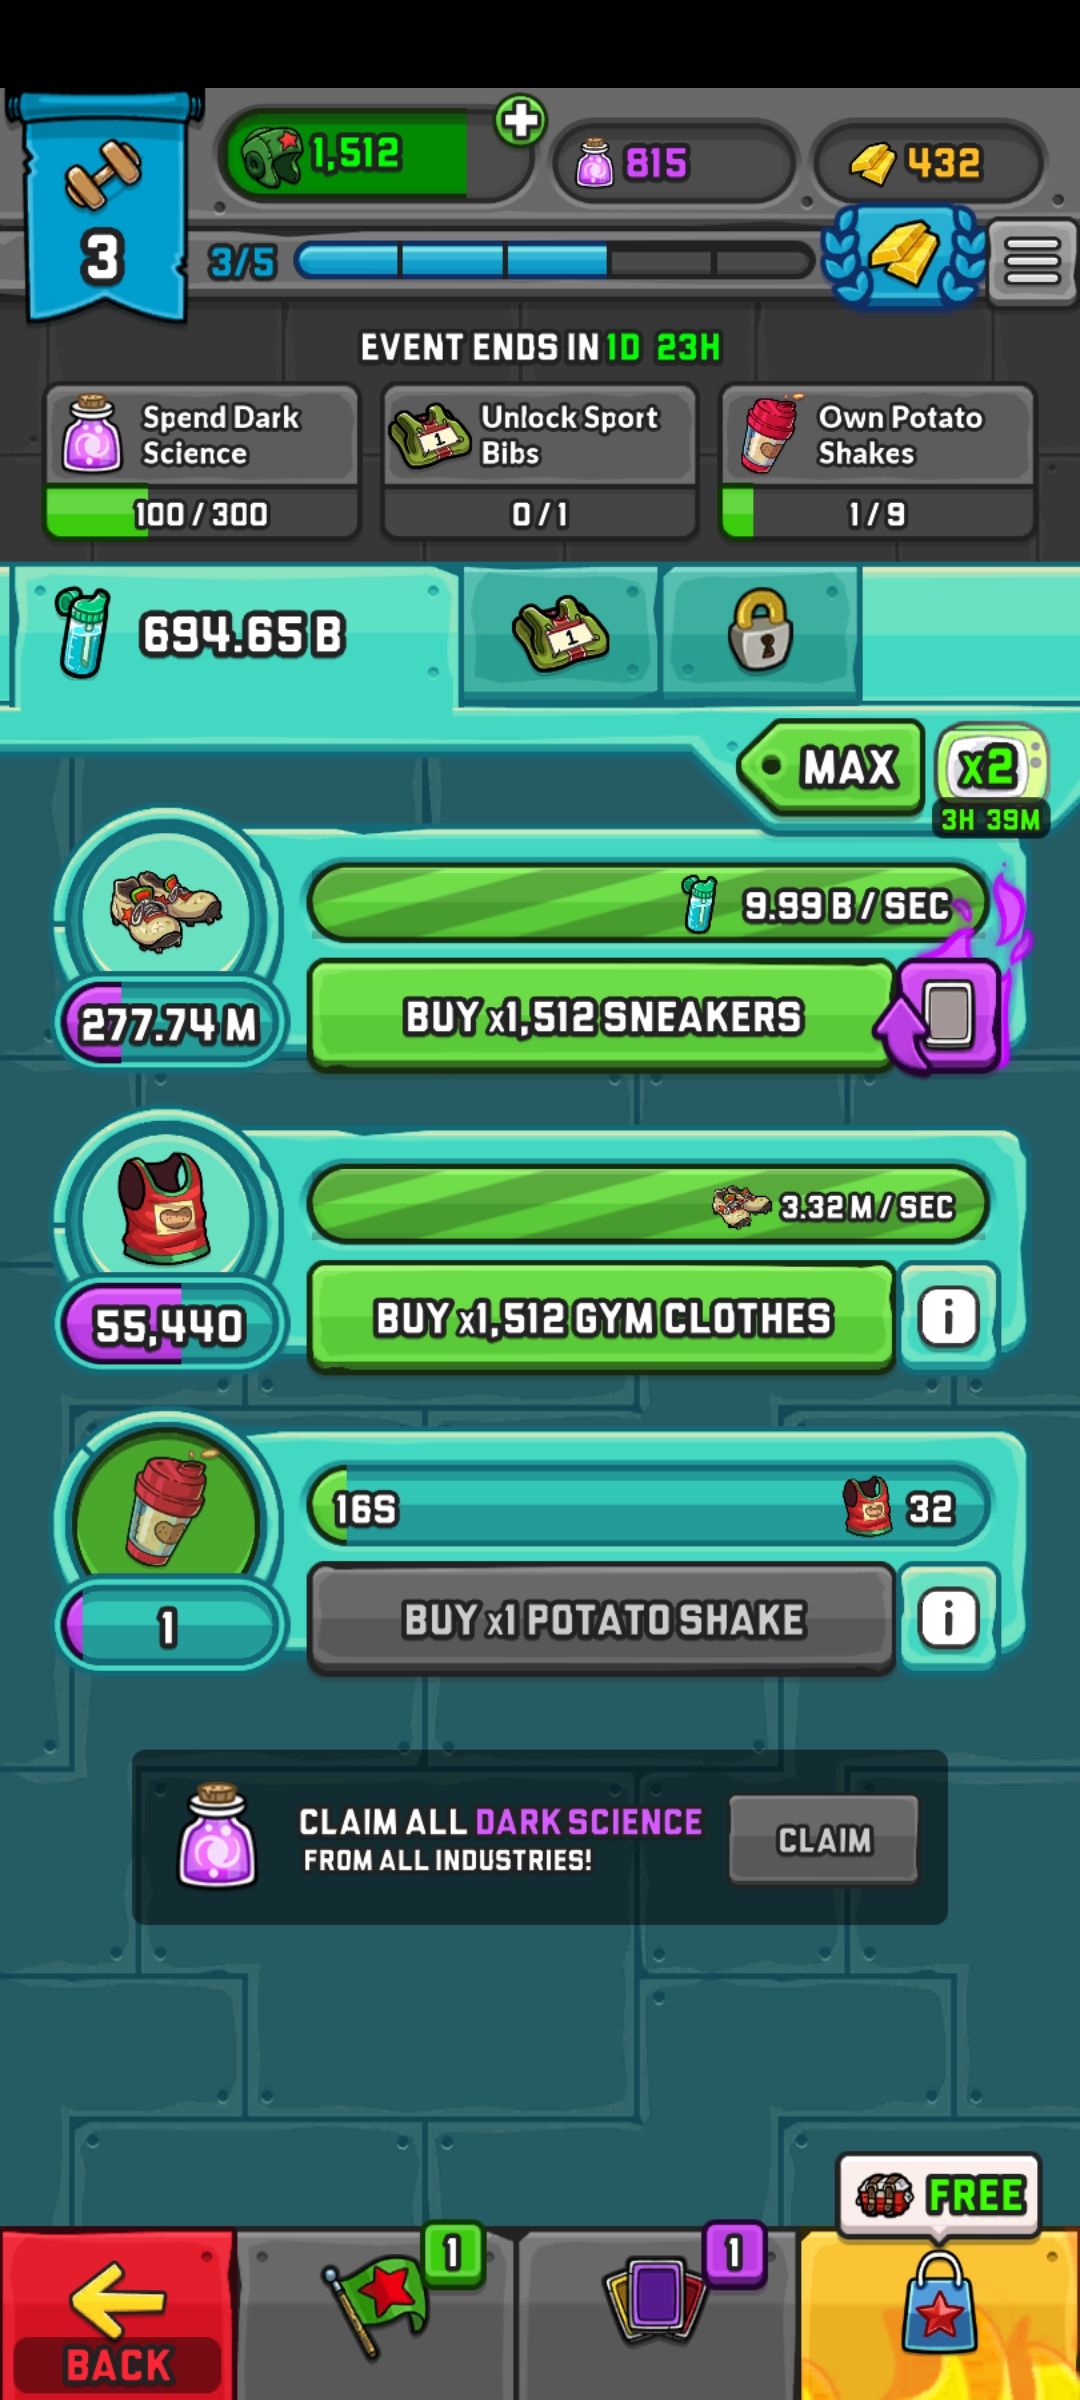 1,512
815
432
3
3/5
EVENT ENDS IN 1D 23H
Spend Dark
Science
100 / 300
Unlock Sport
Bibs
0 / 1
Own Potato
Shakes
1 / 9
694.65 B
1
MAX
x2
3H 39M
9.99 B / SEC
277.74 M
BUY x1,512 SNEAKERS
3.32 M / SEC
55,440
BUY x1,512 GYM CLOTHES
i
16S
32
1
BUY x1 POTATO SHAKE
i
CLAIM ALL DARK SCIENCE
FROM ALL INDUSTRIES!
CLAIM
FREE
1
1
BACK